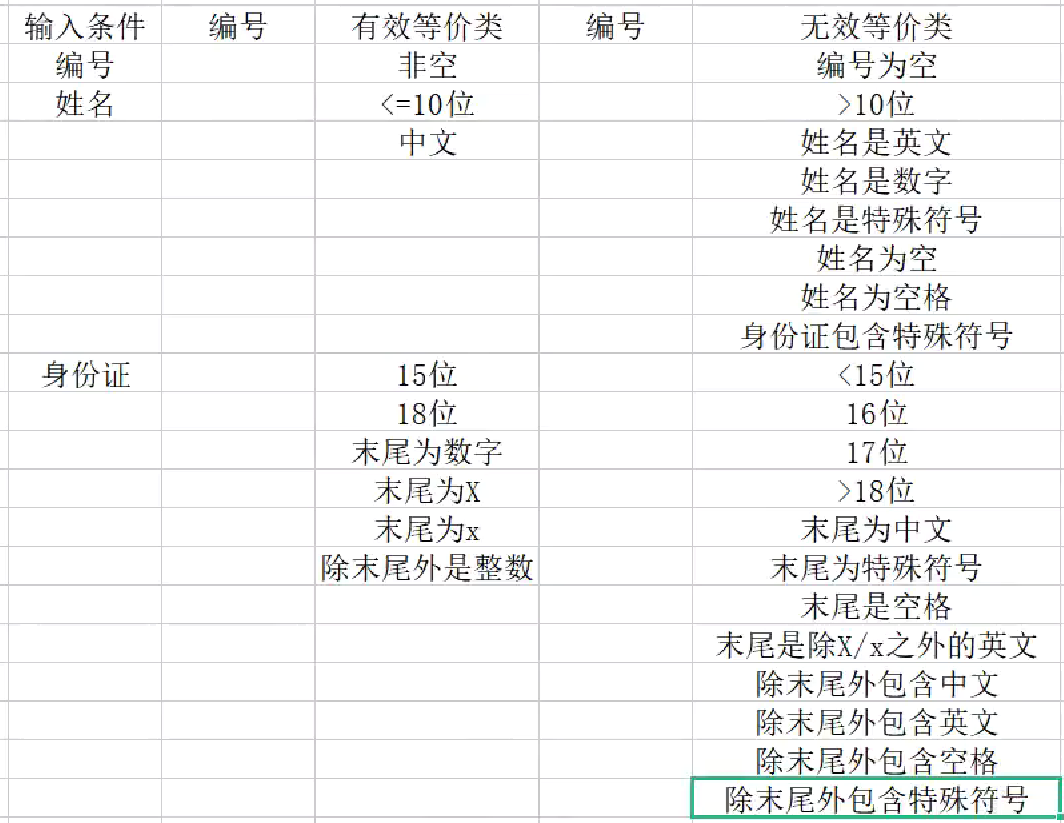 输入条件 编号 有效等价类 编号 无效等价类
编号 非空 编号为空
姓名 <=10位 >10位
中文 姓名是英文
姓名是数字
姓名是特殊符号
姓名为空
姓名为空格
身份证包含特殊符号
身份证 15位 <15位
18位 16位
末尾为数字 17位
末尾为X >18位
末尾为x 末尾为中文
除末尾外是整数 末尾为特殊符号
末尾是空格
末尾是除X/x之外的英文
除末尾外包含中文
除末尾外包含英文
除末尾外包含空格
除末尾外包含特殊符号